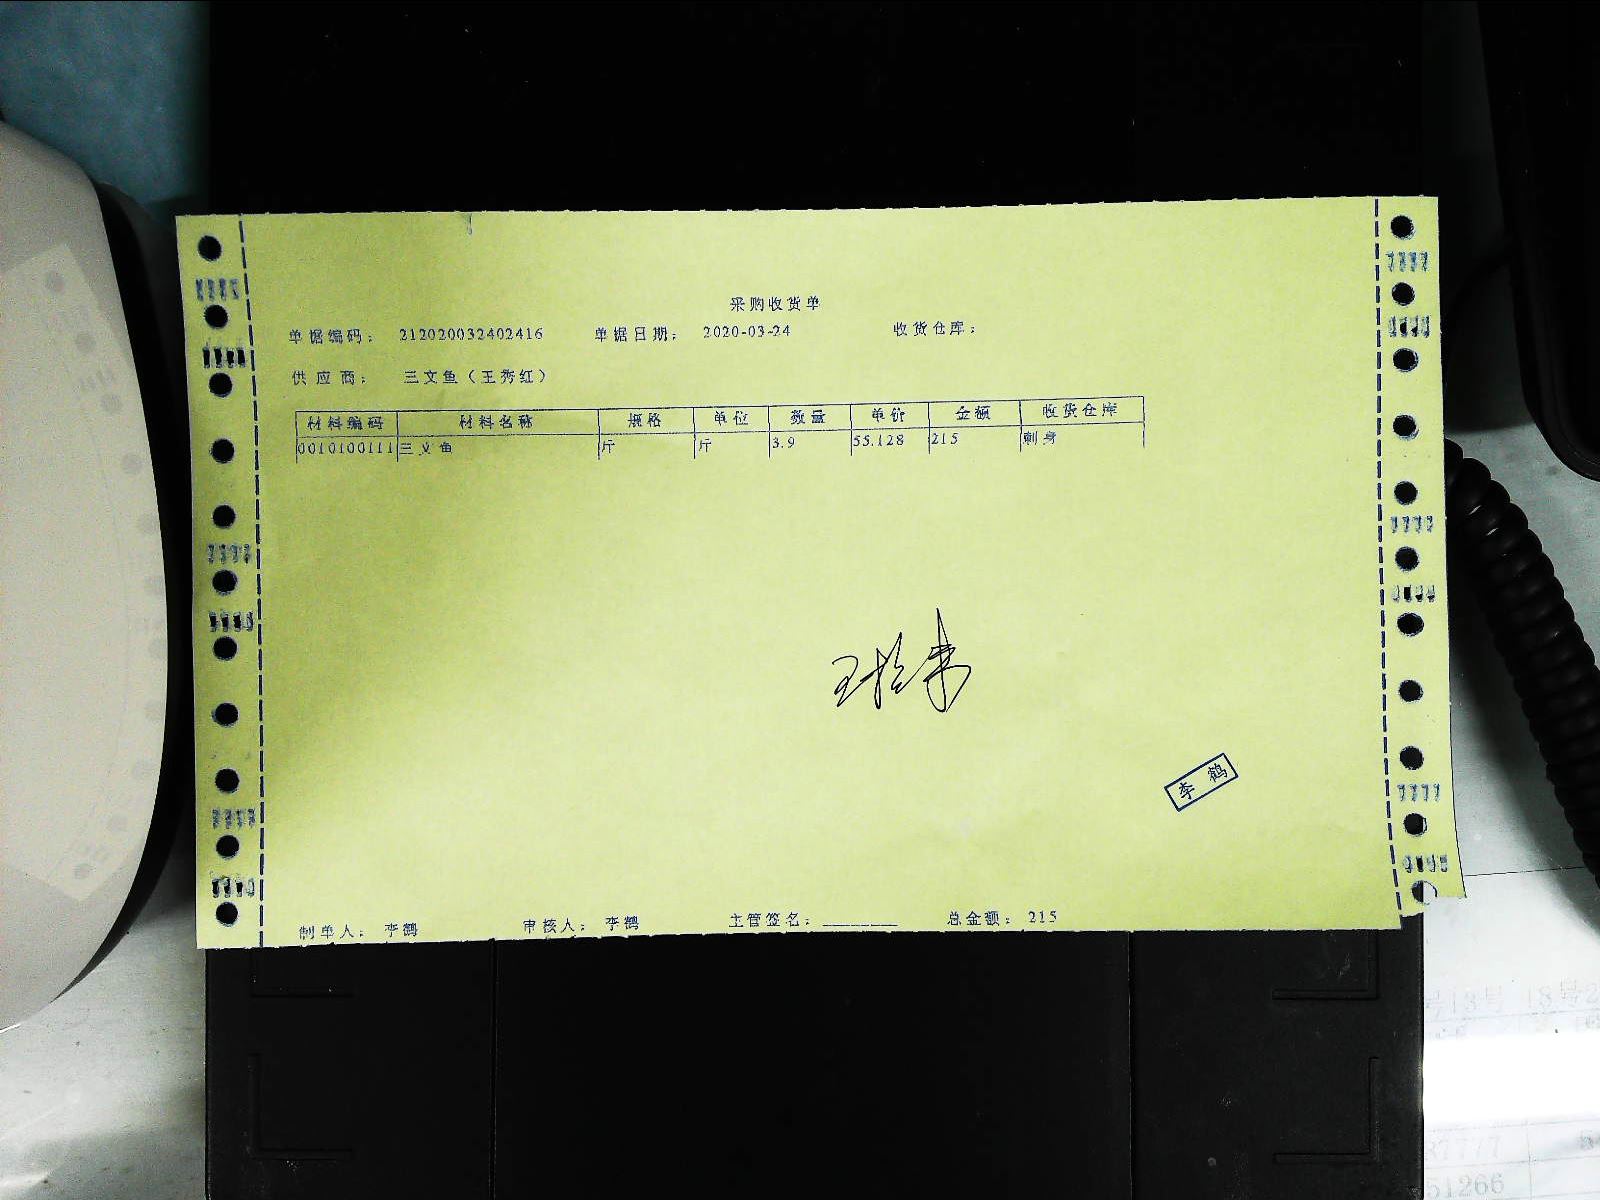 采购收货单
单据编码： 212020032402416 单据日期： 2020-03-24 收货仓库：
供应商： 三文鱼（王秀红）
材料编码 材料名称 规格 单位 数量 单价 金额 收货仓库
0010100111 三文鱼 斤 斤 3.9 55.128 215 刺身
李鹤
制单人： 李鹤 审核人： 李鹤 主管签名：________ 总金额： 215
37777
51266